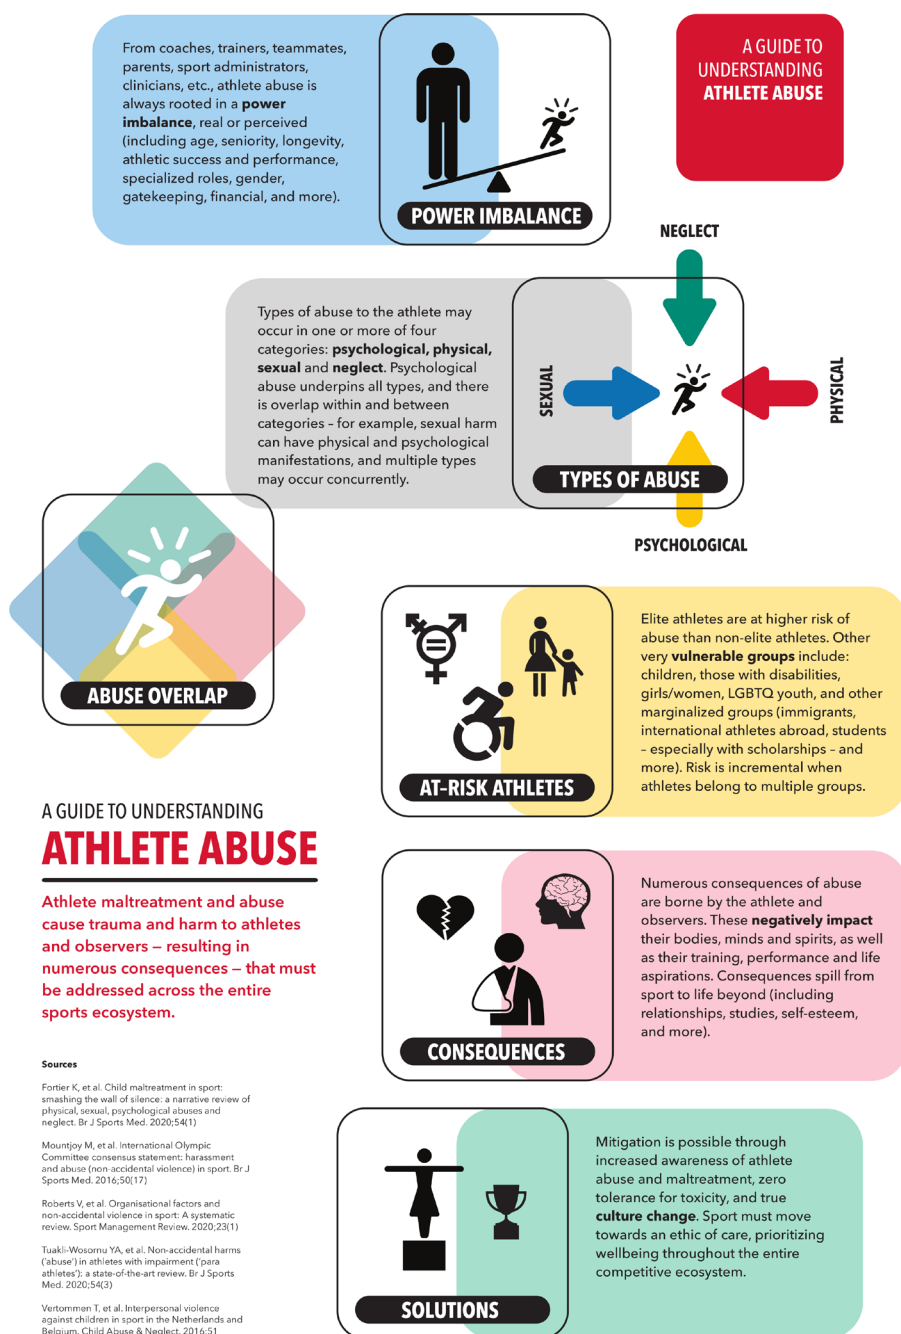 From coaches, trainers, teammates,
parents, sport administrators,
clinicians, etc., athlete abuse is
always rooted in a power
imbalance, real or perceived
(including age, seniority, longevity,
athletic success and performance,
specialized roles, gender,
gatekeeping, financial, and more).
POWER IMBALANCE
A GUIDE TO
UNDERSTANDING
ATHLETE ABUSE
Types of abuse to the athlete may
occur in one or more of four
categories: psychological, physical,
sexual and neglect. Psychological
abuse underpins all types, and there
is overlap within and between
categories – for example, sexual harm
can have physical and psychological
manifestations, and multiple types
may occur concurrently.
NEGLECT
SEXUAL
PHYSICAL
TYPES OF ABUSE
PSYCHOLOGICAL
ABUSE OVERLAP
AT-RISK ATHLETES
Elite athletes are at higher risk of
abuse than non-elite athletes. Other
very vulnerable groups include:
children, those with disabilities,
girls/women, LGBTQ youth, and other
marginalized groups (immigrants,
international athletes abroad, students
– especially with scholarships – and
more). Risk is incremental when
athletes belong to multiple groups.
A GUIDE TO UNDERSTANDING
ATHLETE ABUSE
Athlete maltreatment and abuse
cause trauma and harm to athletes
and observers – resulting in
numerous consequences – that must
be addressed across the entire
sports ecosystem.
CONSEQUENCES
Numerous consequences of abuse
are borne by the athlete and
observers. These negatively impact
their bodies, minds and spirits, as well
as their training, performance and life
aspirations. Consequences spill from
sport to life beyond (including
relationships, studies, self-esteem,
and more).
Sources
Fortier K, et al. Child maltreatment in sport:
smashing the wall of silence: a narrative review of
physical, sexual, psychological abuses and
neglect. Br J Sports Med. 2020;54(1)
Mountjoy M, et al. International Olympic
Committee consensus statement: harassment
and abuse (non-accidental violence) in sport. Br J
Sports Med. 2016;50(17)
Roberts V, et al. Organisational factors and
non-accidental violence in sport: A systematic
review. Sport Management Review. 2020;23(1)
Tuakli-Wosornu YA, et al. Non-accidental harms
('abuse') in athletes with impairment ('para
athletes'): a state-of-the-art review. Br J Sports
Med. 2020;54(3)
Vertommen T, et al. Interpersonal violence
against children in sport in the Netherlands and
Belgium. Child Abuse & Neglect. 2016;51
SOLUTIONS
Mitigation is possible through
increased awareness of athlete
abuse and maltreatment, zero
tolerance for toxicity, and true
culture change. Sport must move
towards an ethic of care, prioritizing
wellbeing throughout the entire
competitive ecosystem.